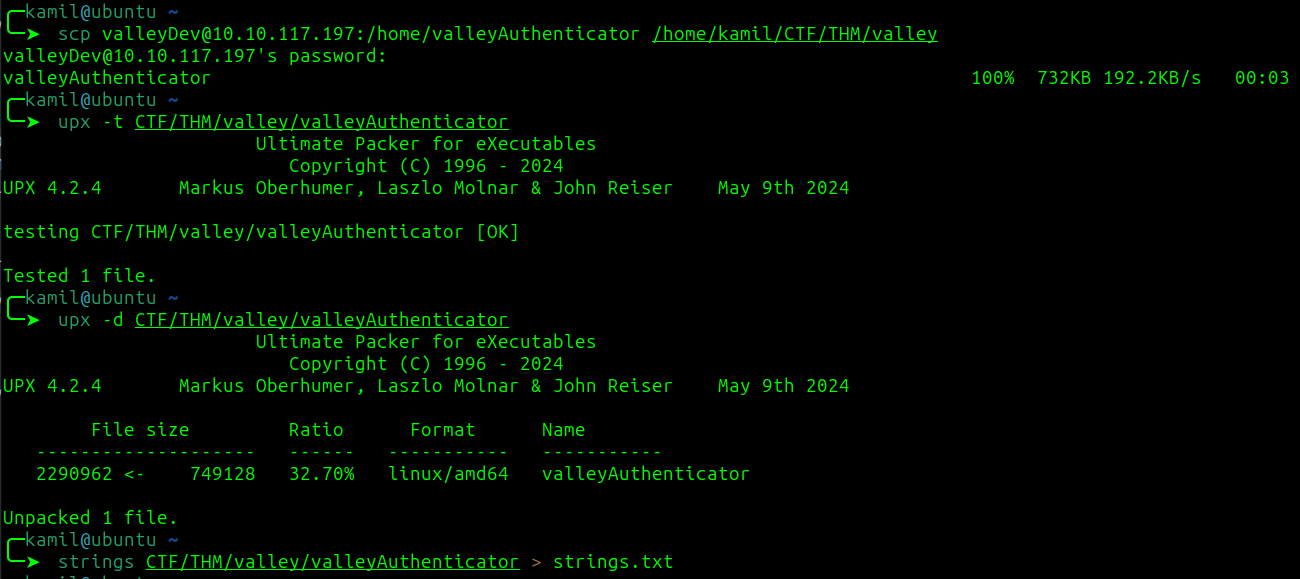 kamil@ubuntu ~
➤ scp valleyDev@10.10.117.197:/home/valleyAuthenticator /home/kamil/CTF/THM/valley
valleyDev@10.10.117.197's password:
valleyAuthenticator 100% 732KB 192.2KB/s 00:03
kamil@ubuntu ~
➤ upx -t CTF/THM/valley/valleyAuthenticator
Ultimate Packer for eXecutables
Copyright (C) 1996 - 2024
UPX 4.2.4 Markus Oberhumer, Laszlo Molnar & John Reiser May 9th 2024
testing CTF/THM/valley/valleyAuthenticator [OK]
Tested 1 file.
kamil@ubuntu ~
➤ upx -d CTF/THM/valley/valleyAuthenticator
Ultimate Packer for eXecutables
Copyright (C) 1996 - 2024
UPX 4.2.4 Markus Oberhumer, Laszlo Molnar & John Reiser May 9th 2024
File size Ratio Format Name
-------------------- ------ ----------- -----------
2290962 <- 749128 32.70% linux/amd64 valleyAuthenticator
Unpacked 1 file.
kamil@ubuntu ~
➤ strings CTF/THM/valley/valleyAuthenticator > strings.txt